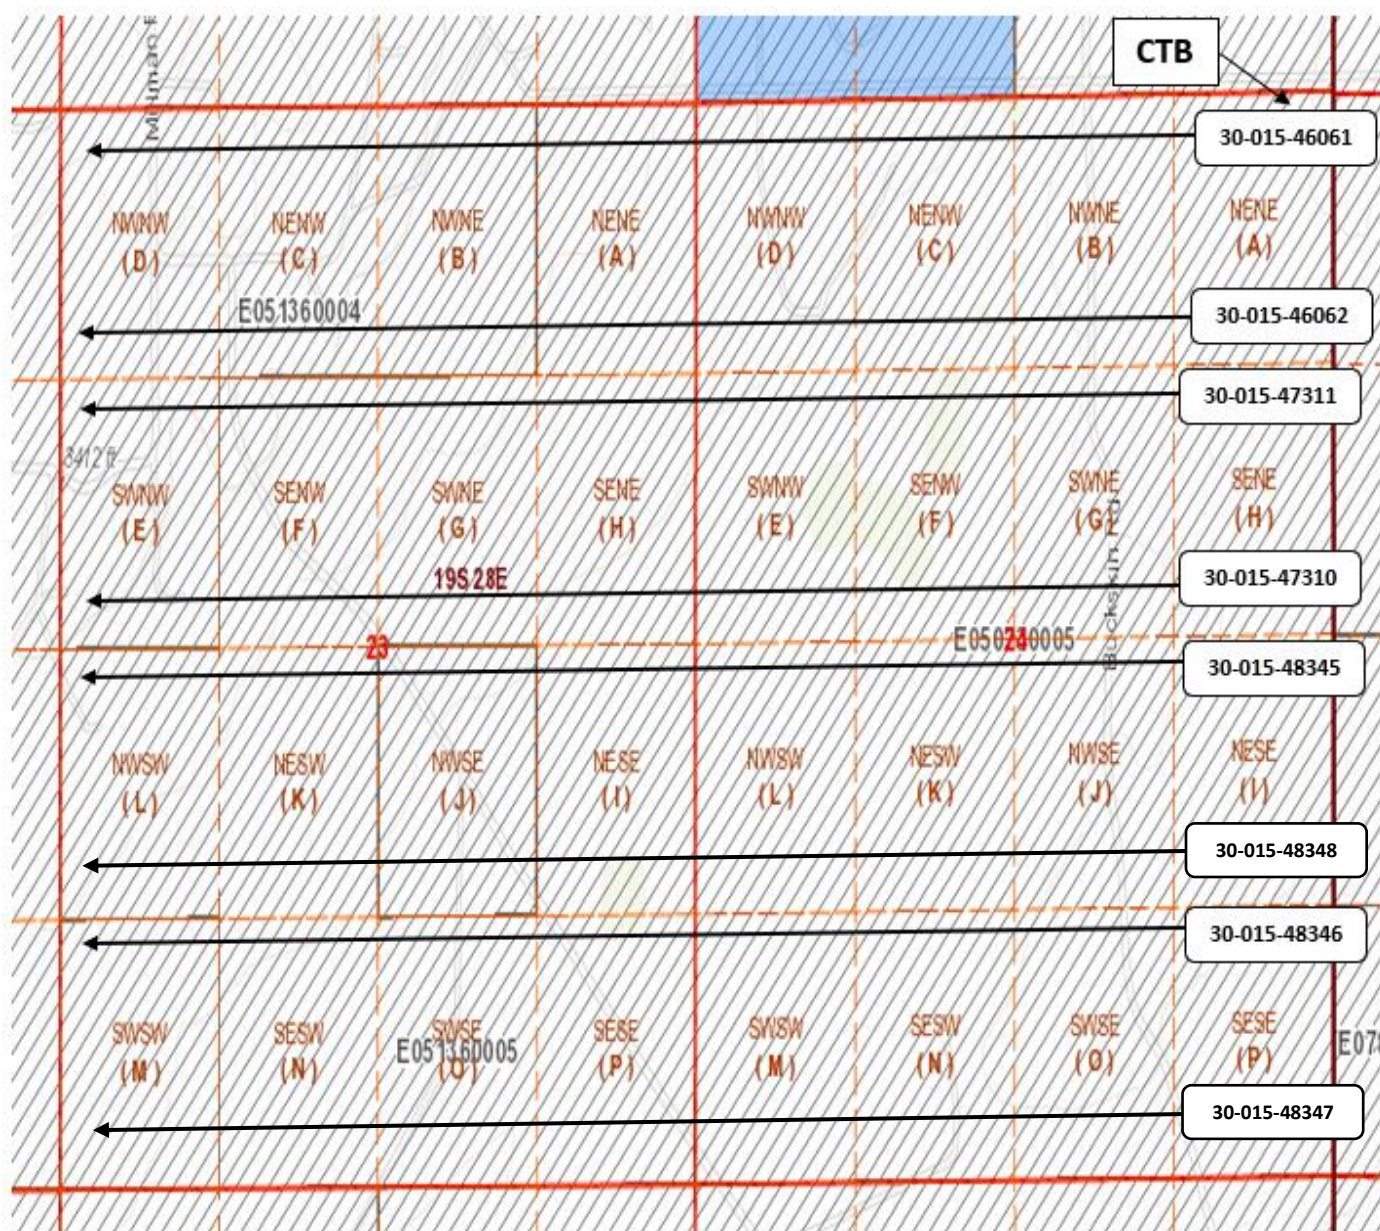 CTB
30-015-46061
NWNW NENW NWNE NENE NWNW NENW NWNE NENE
(D) (C) (B) (A) (D) (C) (B) (A)
E051360004
30-015-46062
30-015-47311
3412 ft
SWNW SENW SWNE SENE SWNW SENW SWNE SENE
(E) (F) (G) (H) (E) (F) (G) (H)
19S 28E
30-015-47310
23
Buckskin Rd
30-015-48345
NWSW NESW NWSE NESE NWSW NESW NWSE NESE
(L) (K) (J) (I) (L) (K) (J) (I)
30-015-48348
30-015-48346
SWSW SESW SWSE SESE SWSW SESW SWSE SESE
(M) (N) (O) (P) (M) (N) (O) (P)
E051360005
E078
30-015-48347